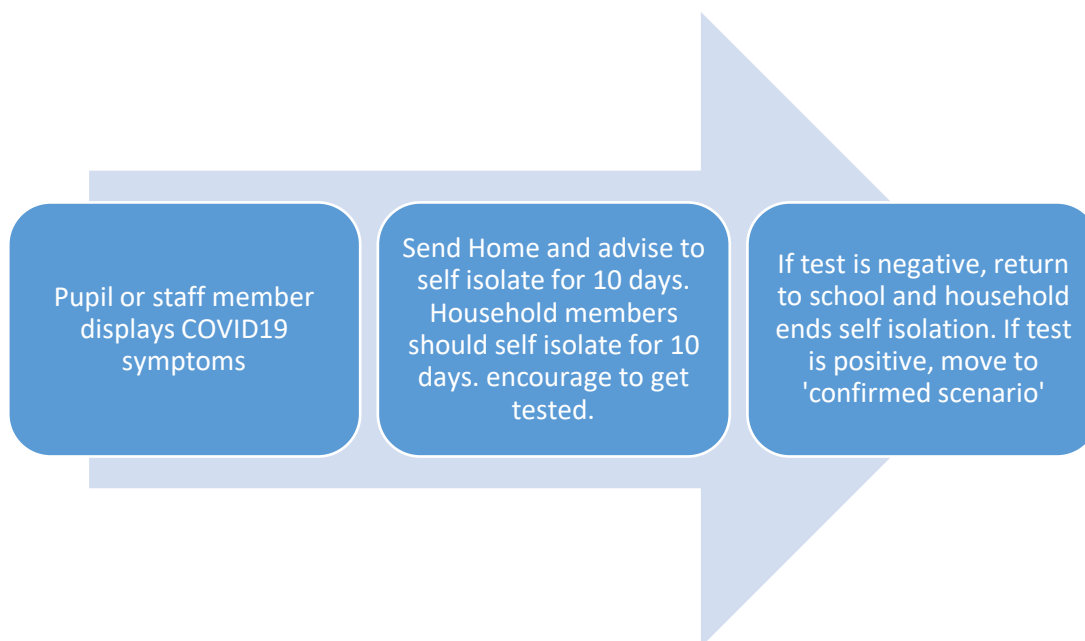 Pupil or staff member
displays COVID19
symptoms
Send Home and advise to
self isolate for 10 days.
Household members
should self isolate for 10
days. encourage to get
tested.
If test is negative, return
to school and household
ends self isolation. If test
is positive, move to
'confirmed scenario'